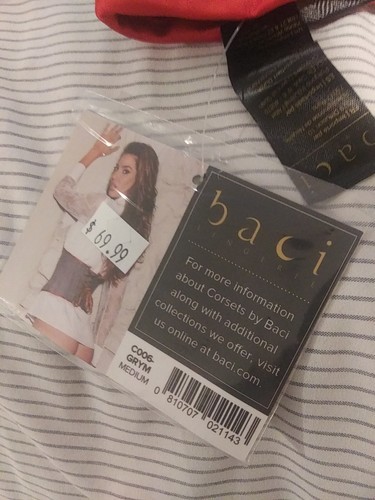 $ 69.99
baci
LINGERIE
For more information
about Corsets by Baci
along with additional
collections we offer, visit
us online at baci.com.
C006-
GRYM
MEDIUM
0 810707 021143
baci